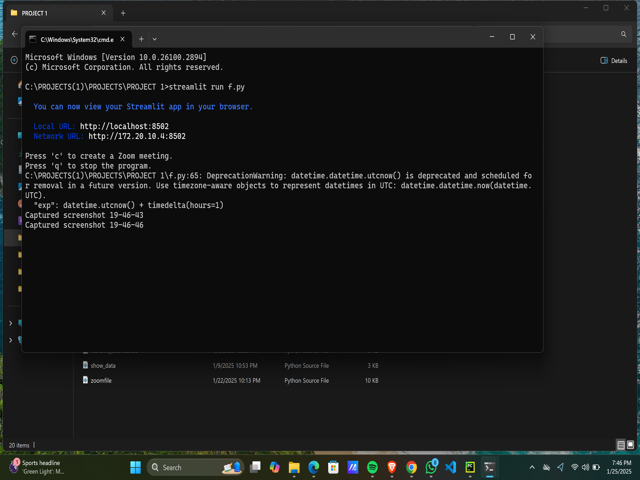 PROJECT 1
C:\Windows\System32\cmd.e
Details
Microsoft Windows [Version 10.0.26100.2894]
(c) Microsoft Corporation. All rights reserved.
C:\PROJECTS(1)\PROJECTS\PROJECT 1>streamlit run f.py
You can now view your Streamlit app in your browser.
Local URL: http://localhost:8502
Network URL: http://172.20.10.4:8502
Press 'c' to create a Zoom meeting.
Press 'q' to stop the program.
C:\PROJECTS(1)\PROJECTS\PROJECT 1\f.py:65: DeprecationWarning: datetime.datetime.utcnow() is deprecated and scheduled fo
r removal in a future version. Use timezone-aware objects to represent datetimes in UTC: datetime.datetime.now(datetime.
UTC).
"exp": datetime.utcnow() + timedelta(hours=1)
Captured screenshot 19-46-43
Captured screenshot 19-46-46
show_data 1/9/2025 10:53 PM Python Source File 3 KB
zoomfile 1/22/2025 10:13 PM Python Source File 10 KB
20 items
Sports headline
'Green Light': M...
Search
7:46 PM
1/25/2025